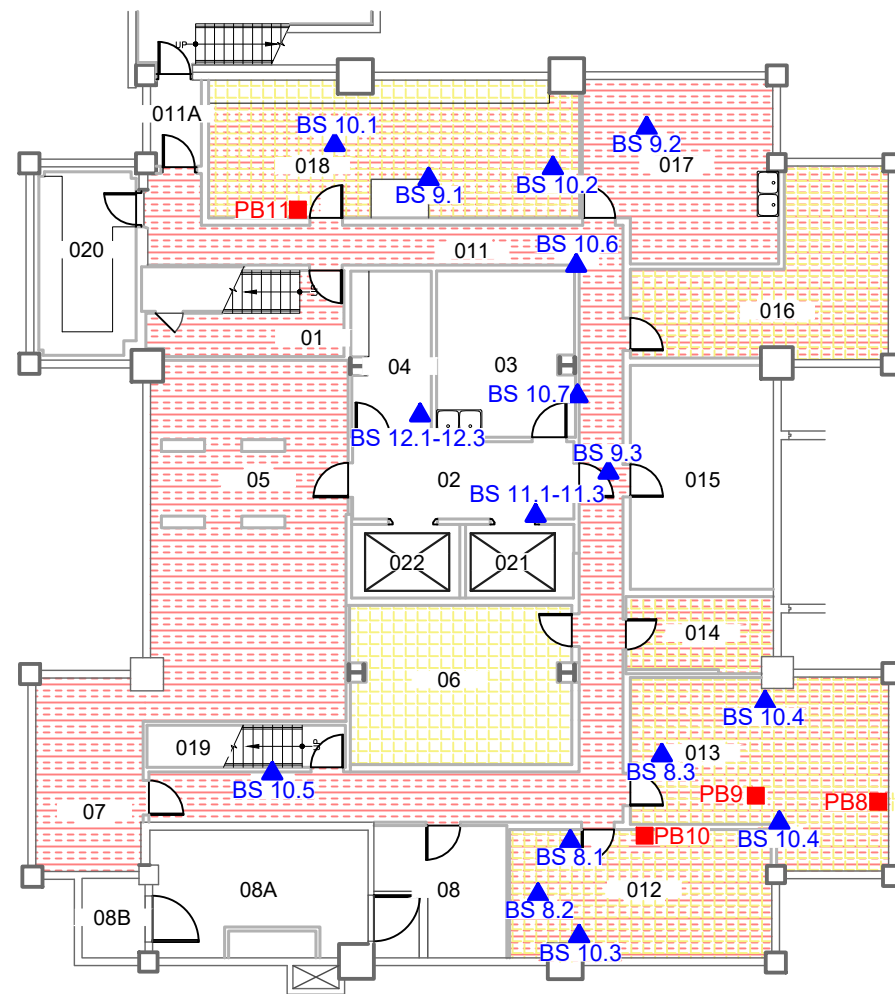 UP
011A
BS 10.1
018
BS 9.1
BS 10.2
BS 9.2
017
PB11
020
011
BS 10.6
016
UP
01
04
03
BS 10.7
BS 12.1-12.3
BS 9.3
05
02
015
BS 11.1-11.3
022
021
014
06
BS 10.4
019
UP
013
BS 8.3
BS 10.5
07
PB9
PB8
BS 10.4
PB10
BS 8.1
08A
08
012
BS 8.2
08B
BS 10.3